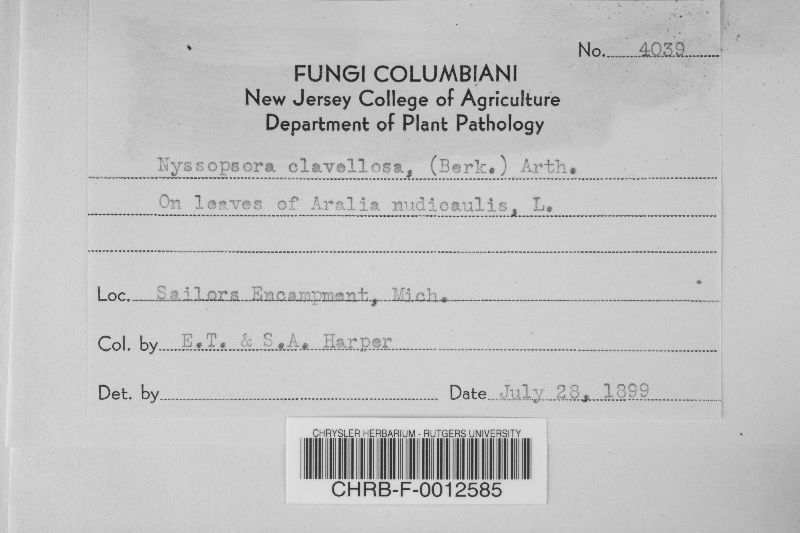 No. 4039
FUNGI COLUMBIANI
New Jersey College of Agriculture
Department of Plant Pathology
Nyssopsora clavellosa, (Berk.) Arth.
On leaves of Aralia nudicaulis, L.
Loc. Sailors Encampment, Mich.
Col. by E.T. & S.A. Harper
Det. by Date July 28, 1899
CHRYSLER HERBARIUM - RUTGERS UNIVERSITY
CHRB-F-0012585